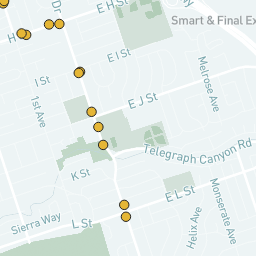 E H St
H
Dr
Smart & Final Ex
E I St
I St
Melrose Ave
E J St
1st Ave
Telegraph Canyon Rd
K St
E L St
Sierra Way
L St
Helix Ave
Monserate Ave